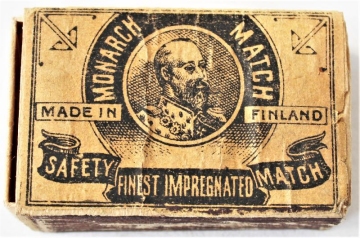 MONARCH MATCH
MADE IN FINLAND
SAFETY FINEST IMPREGNATED MATCH